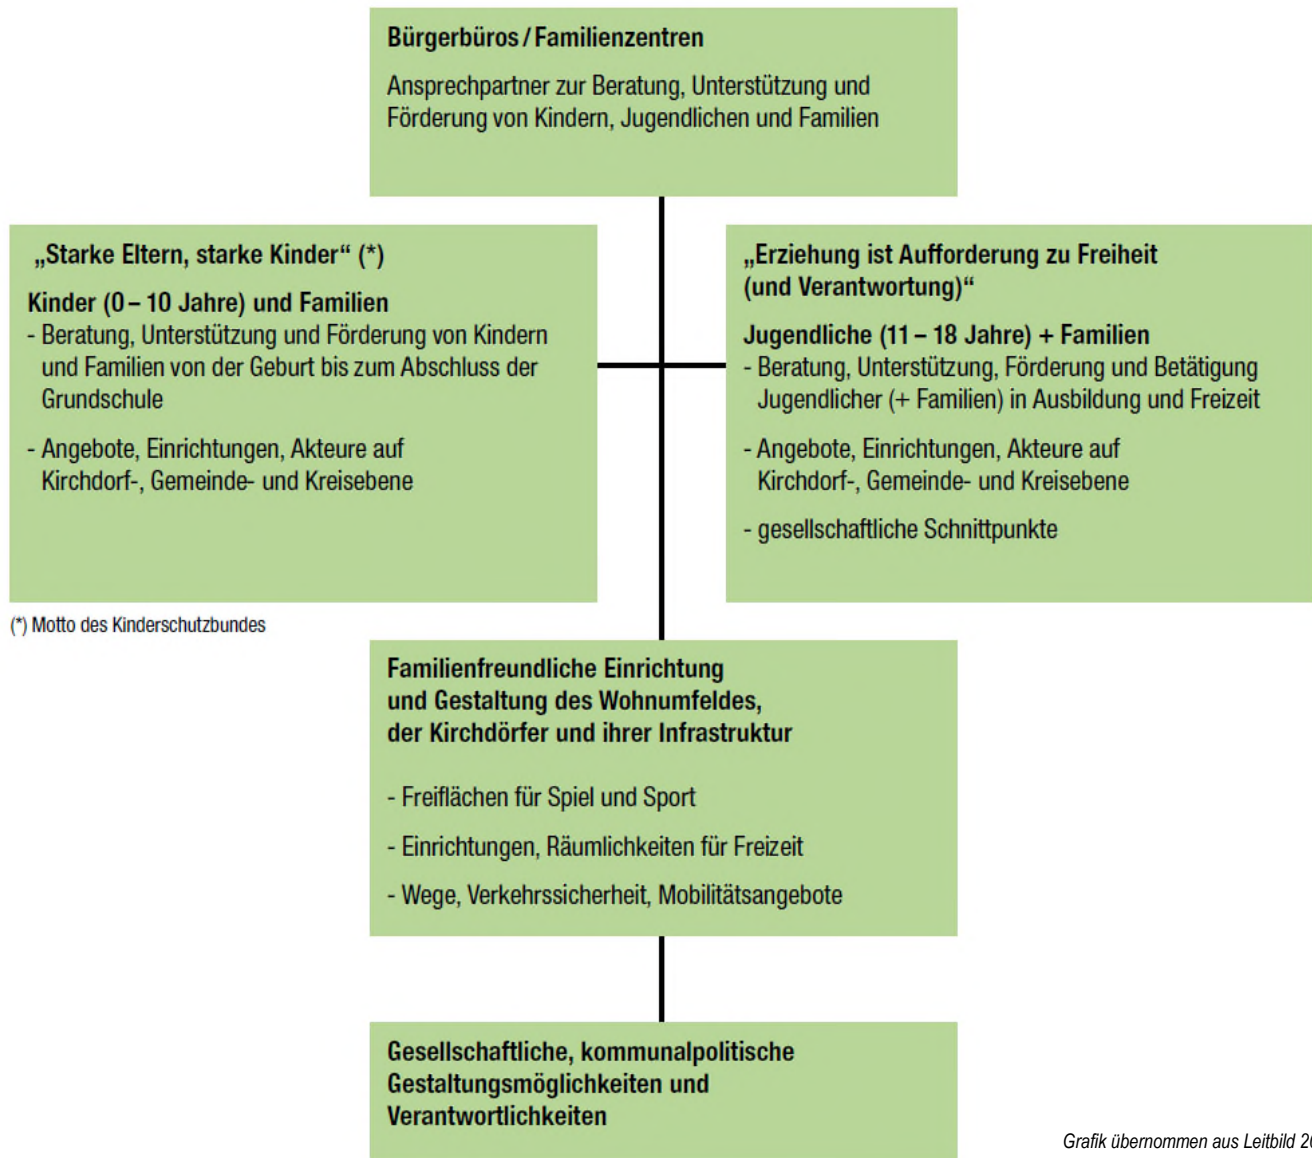 Bürgerbüros / Familienzentren
Ansprechpartner zur Beratung, Unterstützung und
Förderung von Kindern, Jugendlichen und Familien
„Starke Eltern, starke Kinder“ (*)
Kinder (0 – 10 Jahre) und Familien
- Beratung, Unterstützung und Förderung von Kindern
und Familien von der Geburt bis zum Abschluss der
Grundschule
- Angebote, Einrichtungen, Akteure auf
Kirchdorf-, Gemeinde- und Kreisebene
(*) Motto des Kinderschutzbundes
„Erziehung ist Aufforderung zu Freiheit
(und Verantwortung)“
Jugendliche (11 – 18 Jahre) + Familien
- Beratung, Unterstützung, Förderung und Betätigung
Jugendlicher (+ Familien) in Ausbildung und Freizeit
- Angebote, Einrichtungen, Akteure auf
Kirchdorf-, Gemeinde- und Kreisebene
- gesellschaftliche Schnittpunkte
Familienfreundliche Einrichtung
und Gestaltung des Wohnumfeldes,
der Kirchdörfer und ihrer Infrastruktur
- Freiflächen für Spiel und Sport
- Einrichtungen, Räumlichkeiten für Freizeit
- Wege, Verkehrssicherheit, Mobilitätsangebote
Gesellschaftliche, kommunalpolitische
Gestaltungsmöglichkeiten und
Verantwortlichkeiten
Grafik übernommen aus Leitbild